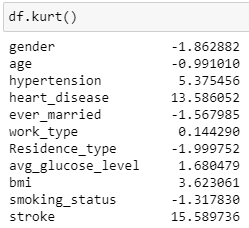 df.kurt()
gender -1.862882
age -0.991010
hypertension 5.375456
heart_disease 13.586052
ever_married -1.567985
work_type 0.144290
Residence_type -1.999752
avg_glucose_level 1.680479
bmi 3.623061
smoking_status -1.317830
stroke 15.589736